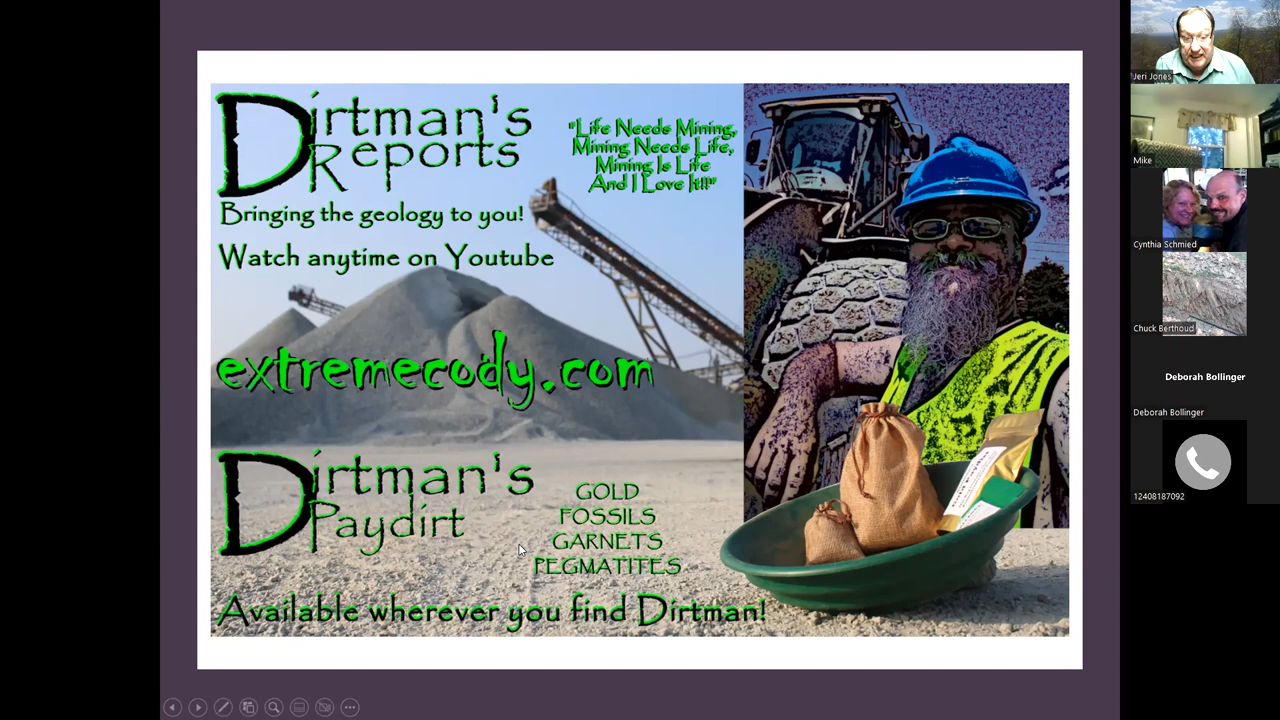 Dirtman's
Reports
Bringing the geology to you!
Watch anytime on Youtube
"Life Needs Mining,
Mining Needs Life,
Mining Is Life
And I Love It!!"
extremecody.com
Dirtman's
Paydirt
GOLD
FOSSILS
GARNETS
PEGMATITES
Available wherever you find Dirtman!
Jeri Jones
Mike
Cynthia Schmied
Chuck Berthoud
Deborah Bollinger
Deborah Bollinger
12408187092